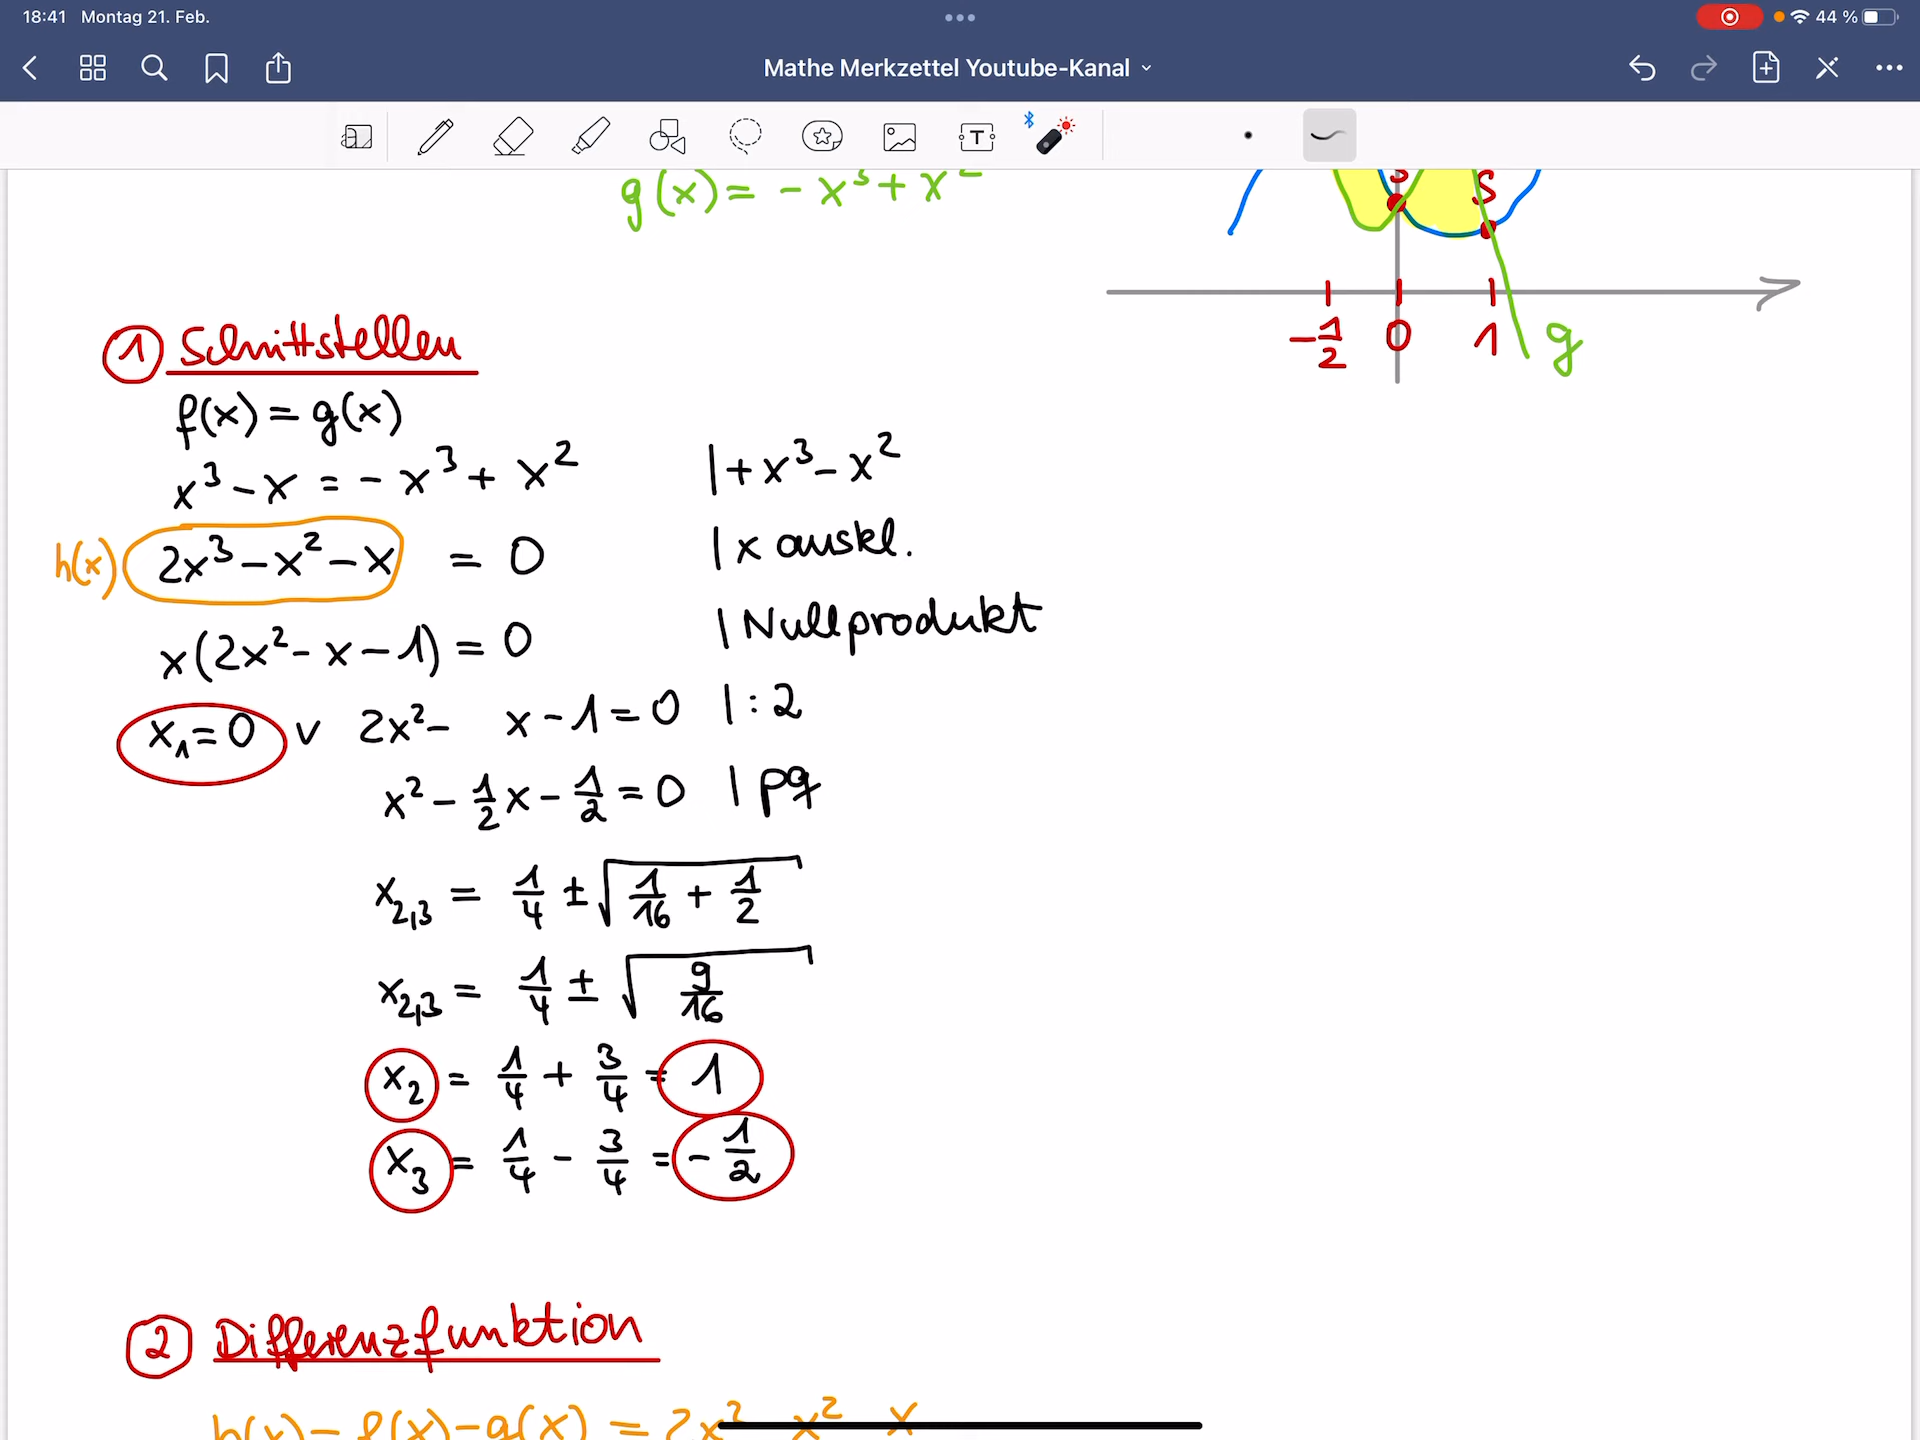 18:41 Montag 21. Feb. 44 %
Mathe Merkzettel Youtube-Kanal
T
g(x) = - x³ + x²
S S
-1/2 0 1 g
① Schnittstellen
f(x) = g(x)
x³ - x = - x³ + x² | + x³ - x²
h(x) 2x³ - x² - x = 0 | x auskl.
x(2x² - x - 1) = 0 | Nullprodukt
x₁ = 0 v 2x² - x - 1 = 0 | : 2
x² - 1/2 x - 1/2 = 0 | pq
x₂,₃ = 1/4 ± √(1/16 + 1/2)
x₂,₃ = 1/4 ± √(9/16)
x₂ = 1/4 + 3/4 = 1
x₃ = 1/4 - 3/4 = - 1/2
② Differenzfunktion
h(x) = f(x) - g(x) = 2x³ - x² - x